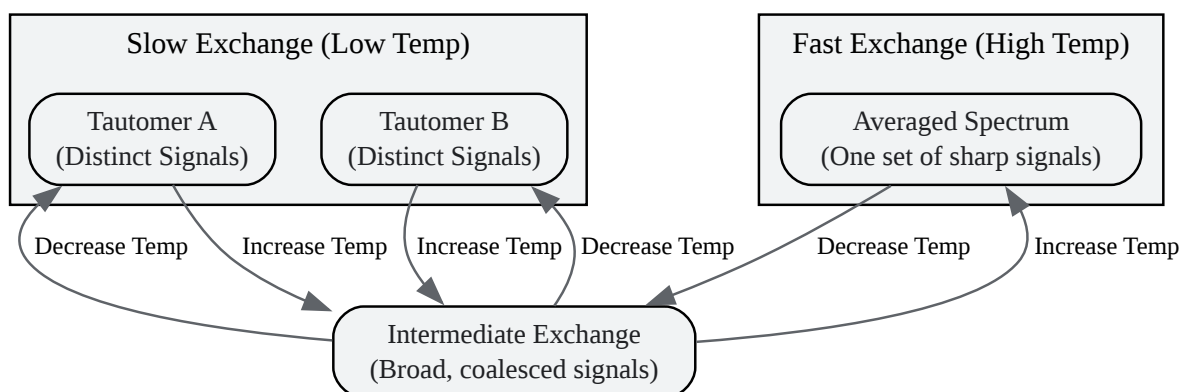 Slow Exchange (Low Temp)
Fast Exchange (High Temp)
Tautomer A
(Distinct Signals)
Tautomer B
(Distinct Signals)
Averaged Spectrum
(One set of sharp signals)
Decrease Temp
Increase Temp
Increase Temp
Decrease Temp
Decrease Temp
Increase Temp
Intermediate Exchange
(Broad, coalesced signals)